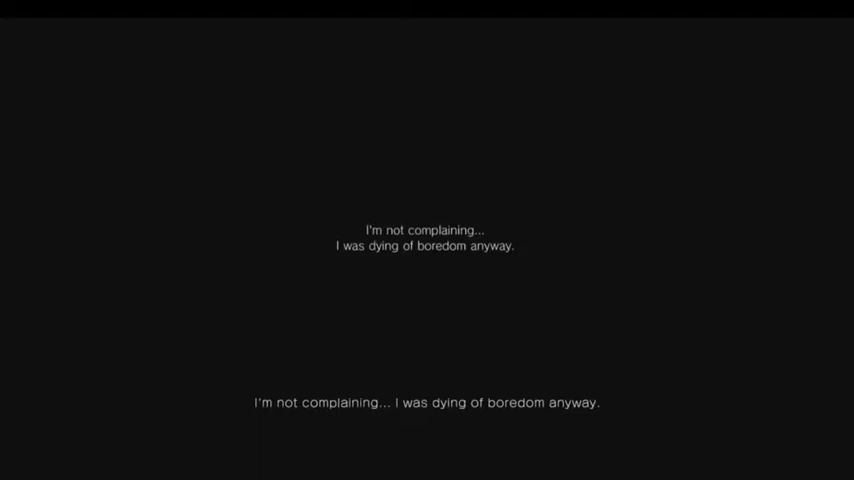 I'm not complaining...
I was dying of boredom anyway.
I'm not complaining... I was dying of boredom anyway.